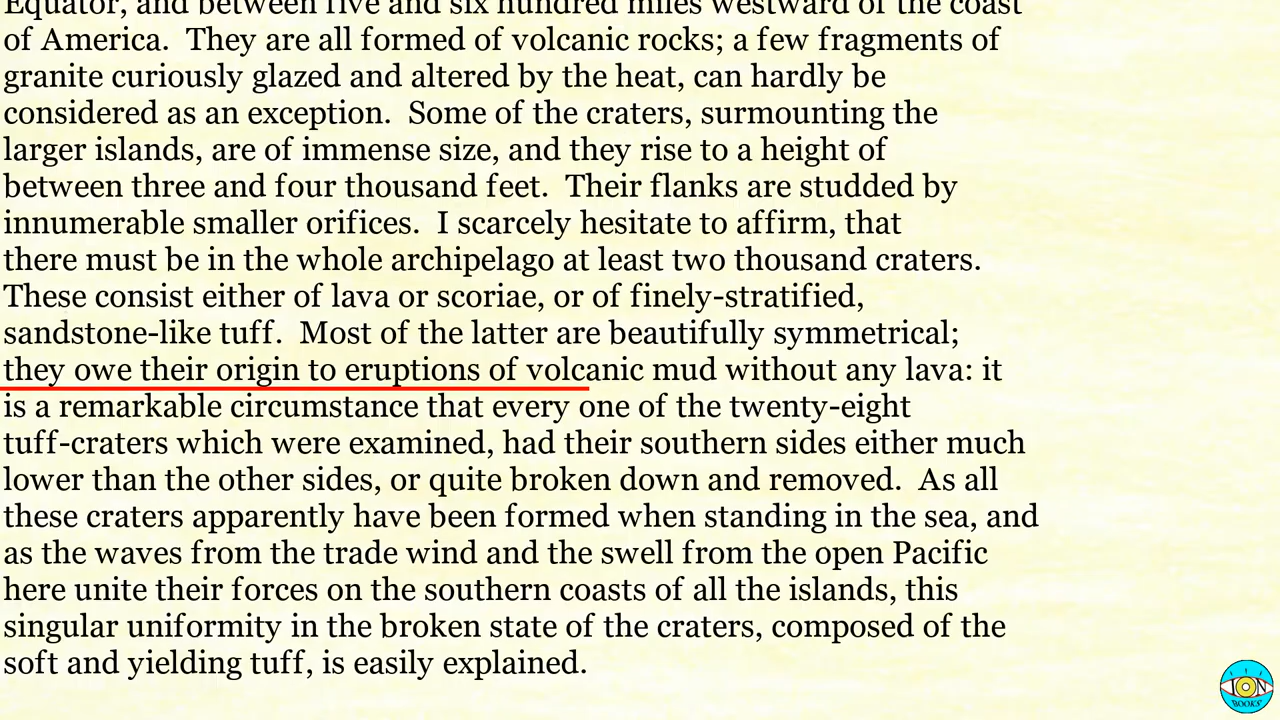 Equator, and between five and six hundred miles westward of the coast
of America.  They are all formed of volcanic rocks; a few fragments of
granite curiously glazed and altered by the heat, can hardly be
considered as an exception.  Some of the craters, surmounting the
larger islands, are of immense size, and they rise to a height of
between three and four thousand feet.  Their flanks are studded by
innumerable smaller orifices.  I scarcely hesitate to affirm, that
there must be in the whole archipelago at least two thousand craters.
These consist either of lava or scoriae, or of finely-stratified,
sandstone-like tuff.  Most of the latter are beautifully symmetrical;
they owe their origin to eruptions of volcanic mud without any lava: it
is a remarkable circumstance that every one of the twenty-eight
tuff-craters which were examined, had their southern sides either much
lower than the other sides, or quite broken down and removed.  As all
these craters apparently have been formed when standing in the sea, and
as the waves from the trade wind and the swell from the open Pacific
here unite their forces on the southern coasts of all the islands, this
singular uniformity in the broken state of the craters, composed of the
soft and yielding tuff, is easily explained.
ION
BOOKS